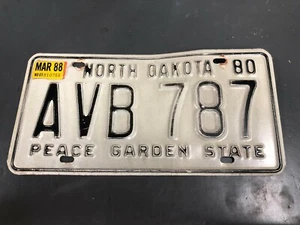 MAR 88
NORTH DAKOTA 80
AVB 787
PEACE GARDEN STATE